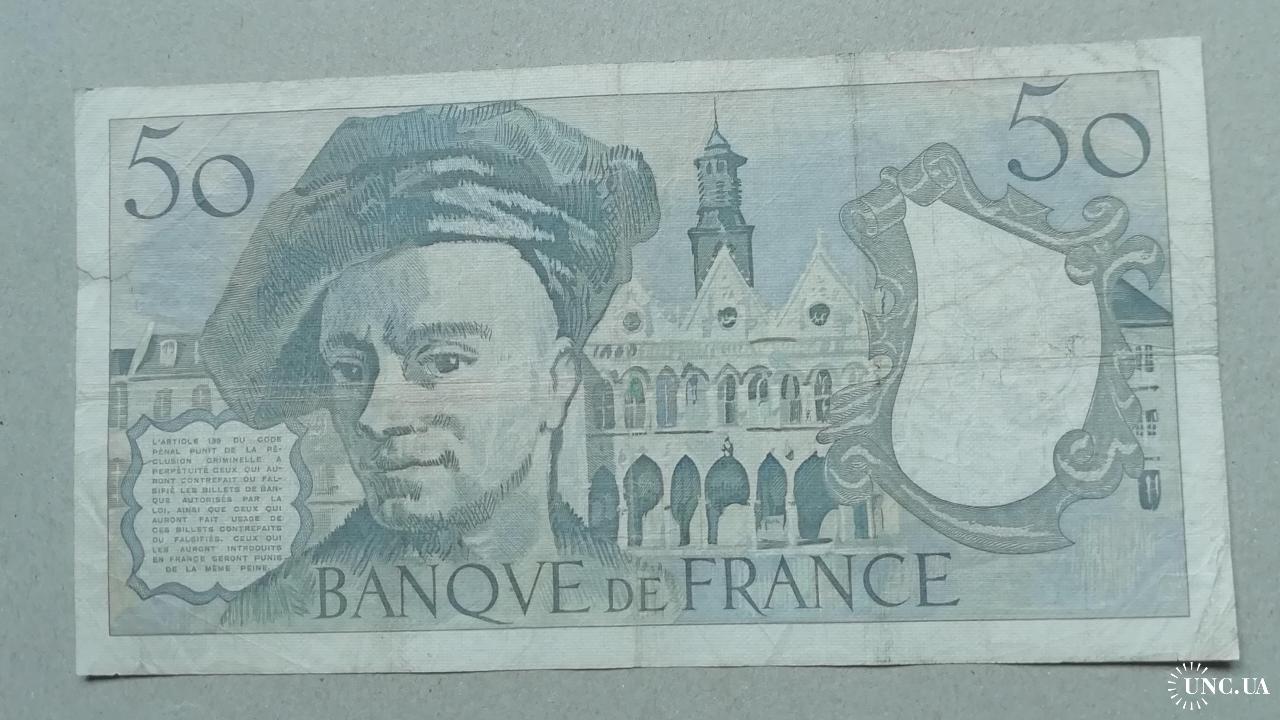 50
50
L'ARTICLE 139 DU CODE
PÉNAL PUNIT DE LA RÉ-
CLUSION CRIMINELLE A
PERPÉTUITÉ CEUX QUI AU-
RONT CONTREFAIT OU FAL-
SIFIÉ LES BILLETS DE BAN-
QUE AUTORISÉS PAR LA
LOI, AINSI QUE CEUX QUI
AURONT FAIT USAGE DE
CES BILLETS CONTREFAITS
OU FALSIFIÉS. CEUX QUI
LES AURONT INTRODUITS
EN FRANCE SERONT PUNIS
DE LA MÊME PEINE.
BANQVE DE FRANCE
UNC.UA